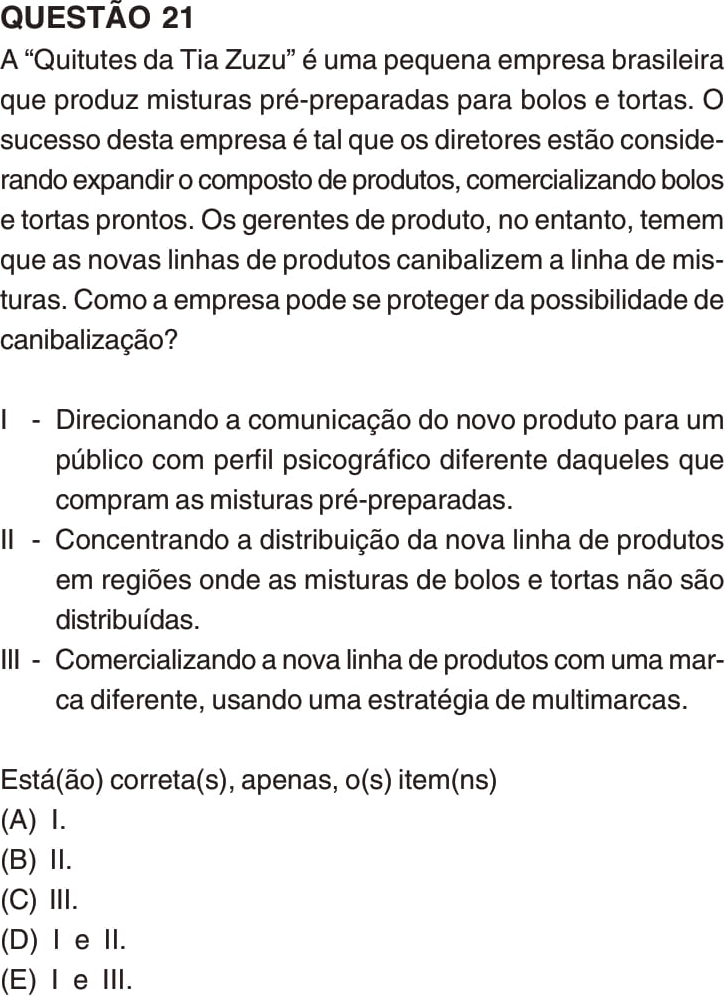 QUESTÃO 21
A “Quitutes da Tia Zuzu” é uma pequena empresa brasileira
que produz misturas pré-preparadas para bolos e tortas. O
sucesso desta empresa é tal que os diretores estão conside-
rando expandir o composto de produtos, comercializando bolos
e tortas prontos. Os gerentes de produto, no entanto, temem
que as novas linhas de produtos canibalizem a linha de mis-
turas. Como a empresa pode se proteger da possibilidade de
canibalização?
I - Direcionando a comunicação do novo produto para um
público com perfil psicográfico diferente daqueles que
compram as misturas pré-preparadas.
II - Concentrando a distribuição da nova linha de produtos
em regiões onde as misturas de bolos e tortas não são
distribuídas.
III - Comercializando a nova linha de produtos com uma mar-
ca diferente, usando uma estratégia de multimarcas.
Está(ão) correta(s), apenas, o(s) item(ns)
(A) I.
(B) II.
(C) III.
(D) I e II.
(E) I e III.